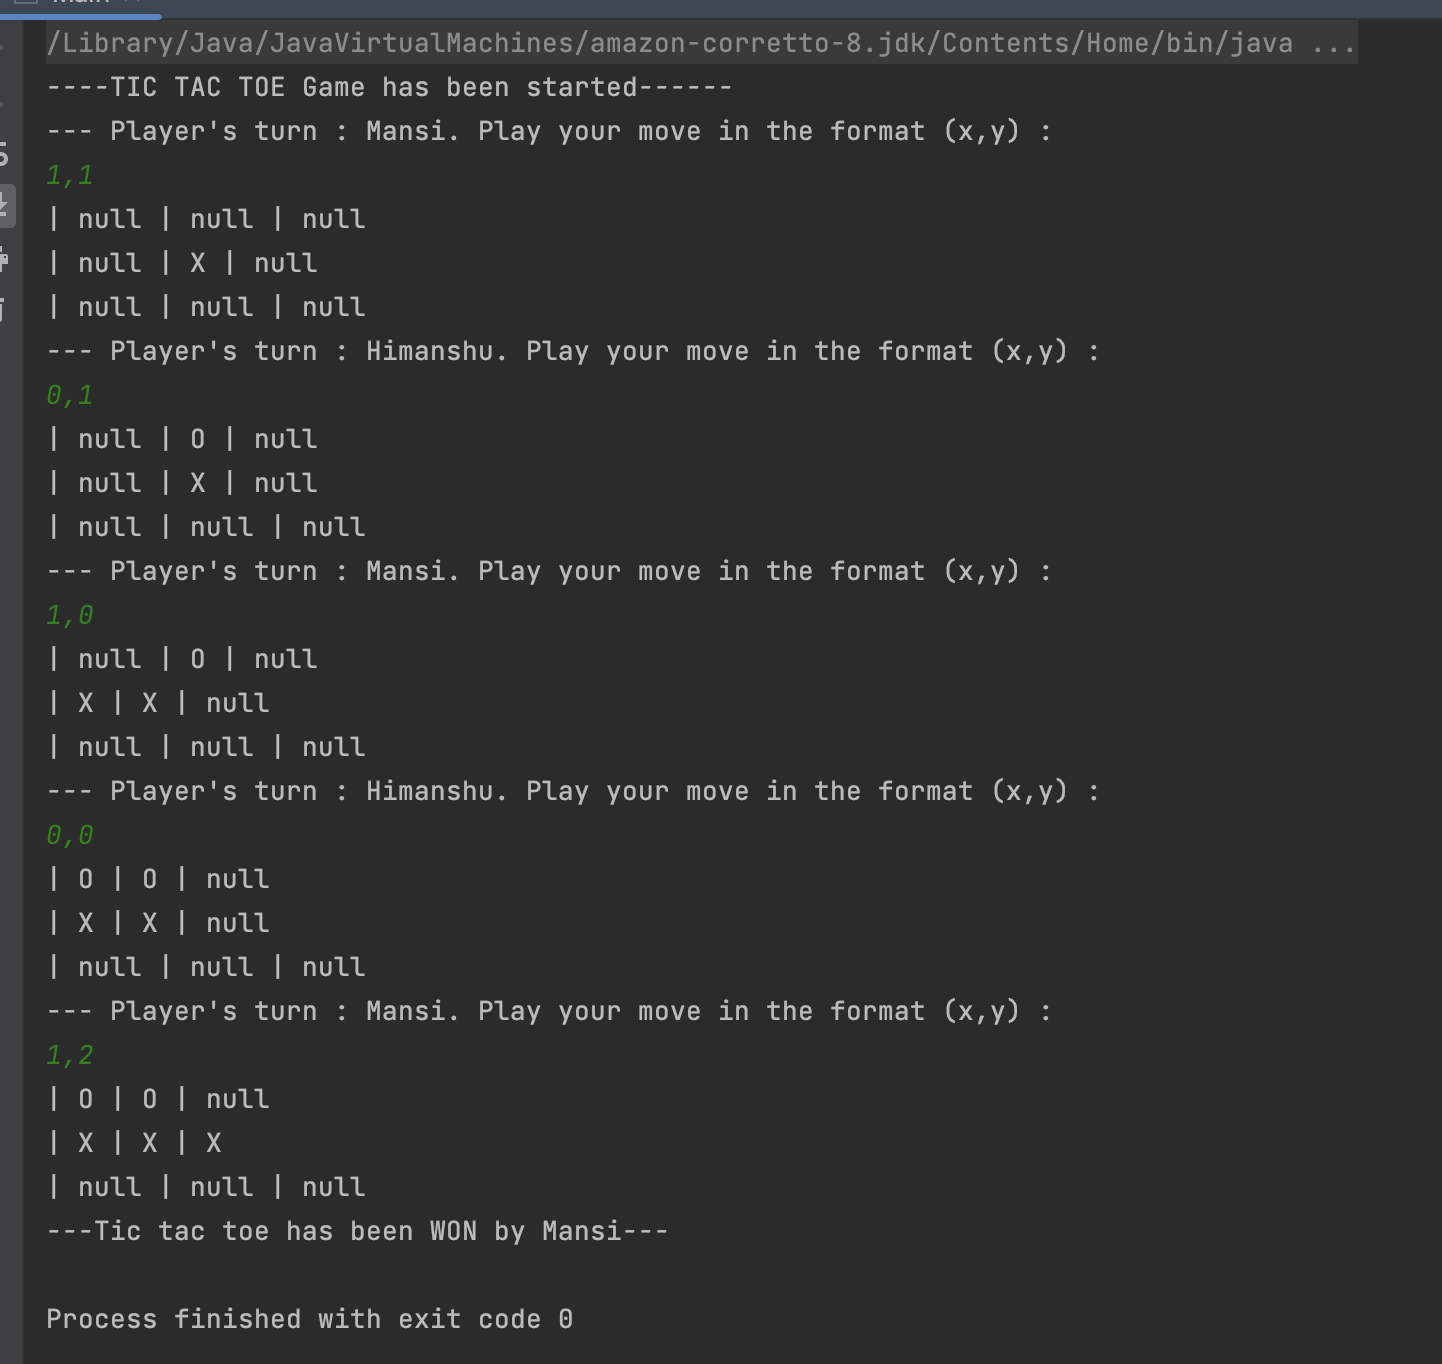 /Library/Java/JavaVirtualMachines/amazon-corretto-8.jdk/Contents/Home/bin/java ...
----TIC TAC TOE Game has been started------
--- Player's turn : Mansi. Play your move in the format (x,y) :
1,1
| null | null | null
| null | X | null
| null | null | null
--- Player's turn : Himanshu. Play your move in the format (x,y) :
0,1
| null | O | null
| null | X | null
| null | null | null
--- Player's turn : Mansi. Play your move in the format (x,y) :
1,0
| null | O | null
| X | X | null
| null | null | null
--- Player's turn : Himanshu. Play your move in the format (x,y) :
0,0
| O | O | null
| X | X | null
| null | null | null
--- Player's turn : Mansi. Play your move in the format (x,y) :
1,2
| O | O | null
| X | X | X
| null | null | null
---Tic tac toe has been WON by Mansi---
Process finished with exit code 0